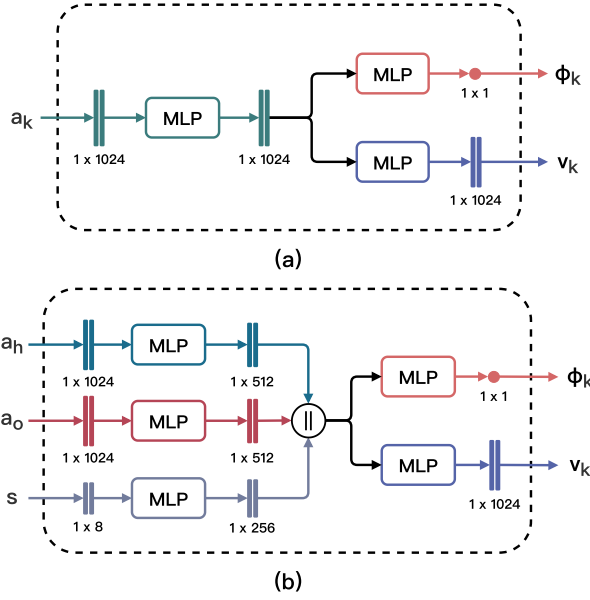 a_k
MLP
1 x 1024
1 x 1024
MLP
1 x 1
ϕ_k
MLP
1 x 1024
v_k
(a)
a_h
1 x 1024
MLP
1 x 512
a_o
1 x 1024
MLP
1 x 512
s
1 x 8
MLP
1 x 256
||
MLP
1 x 1
ϕ_k
MLP
1 x 1024
v_k
(b)